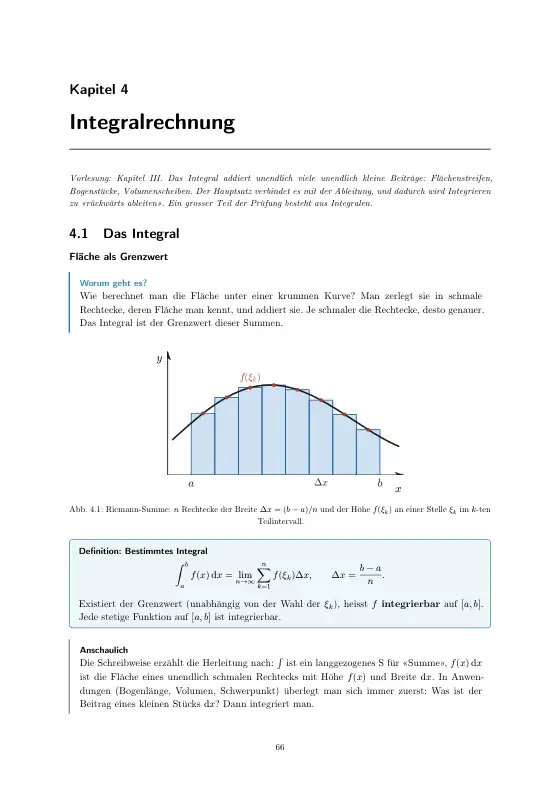 Kapitel 4
Integralrechnung
Vorlesung: Kapitel III. Das Integral addiert unendlich viele unendlich kleine Beiträge: Flächenstreifen,
Bogenstücke, Volumenscheiben. Der Hauptsatz verbindet es mit der Ableitung, und dadurch wird Integrieren
zu «rückwärts ableiten». Ein grosser Teil der Prüfung besteht aus Integralen.
4.1 Das Integral
Fläche als Grenzwert
Worum geht es?
Wie berechnet man die Fläche unter einer krummen Kurve? Man zerlegt sie in schmale
Rechtecke, deren Fläche man kennt, und addiert sie. Je schmaler die Rechtecke, desto genauer.
Das Integral ist der Grenzwert dieser Summen.
y
f(ξₖ)
a Δx b
x
Abb. 4.1: Riemann-Summe: n Rechtecke der Breite Δx = (b − a)/n und der Höhe f(ξₖ) an einer Stelle ξₖ im k-ten
Teilintervall.
Definition: Bestimmtes Integral
∫ₐᵇ f(x) dx = lim_{n→∞} ∑_{k=1}^{n} f(ξₖ)Δx, Δx = (b − a)/n.
Existiert der Grenzwert (unabhängig von der Wahl der ξₖ), heisst f integrierbar auf [a, b].
Jede stetige Funktion auf [a, b] ist integrierbar.
Anschaulich
Die Schreibweise erzählt die Herleitung nach: ∫ ist ein langgezogenes S für «Summe», f(x) dx
ist die Fläche eines unendlich schmalen Rechtecks mit Höhe f(x) und Breite dx. In Anwen-
dungen (Bogenlänge, Volumen, Schwerpunkt) überlegt man sich immer zuerst: Was ist der
Beitrag eines kleinen Stücks dx? Dann integriert man.
66